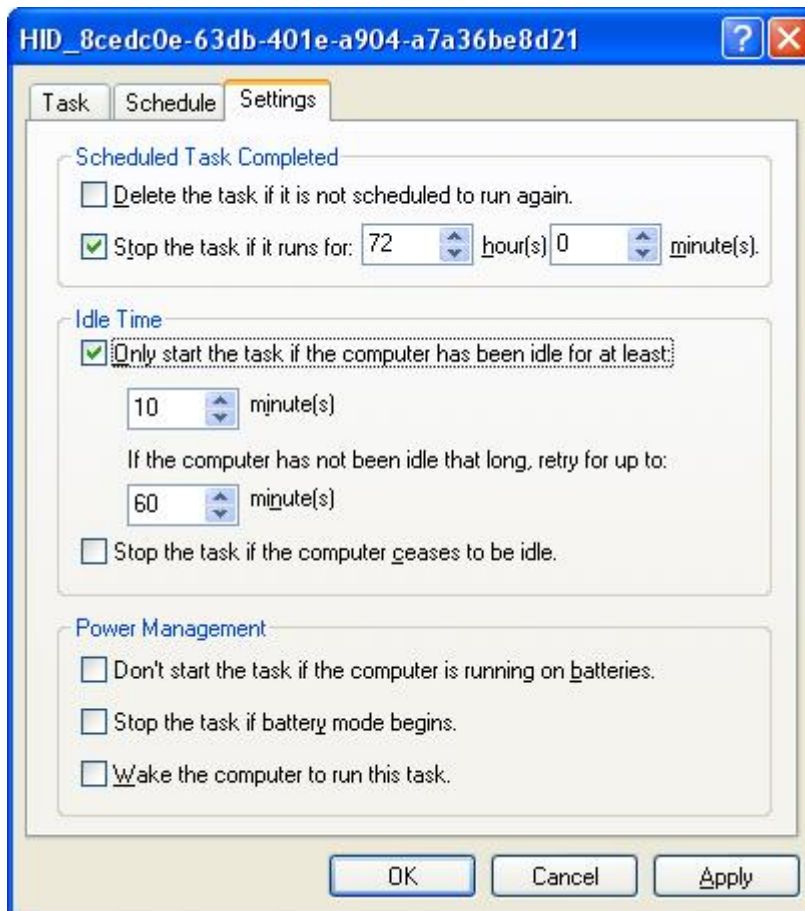 HID_8cedc0e-63db-401e-a904-a7a36be8d21
Task Schedule Settings
Scheduled Task Completed
Delete the task if it is not scheduled to run again.
Stop the task if it runs for: 72 hour(s) 0 minute(s).
Idle Time
Only start the task if the computer has been idle for at least:
10 minute(s)
If the computer has not been idle that long, retry for up to:
60 minute(s)
Stop the task if the computer ceases to be idle.
Power Management
Don't start the task if the computer is running on batteries.
Stop the task if battery mode begins.
Wake the computer to run this task.
OK Cancel Apply